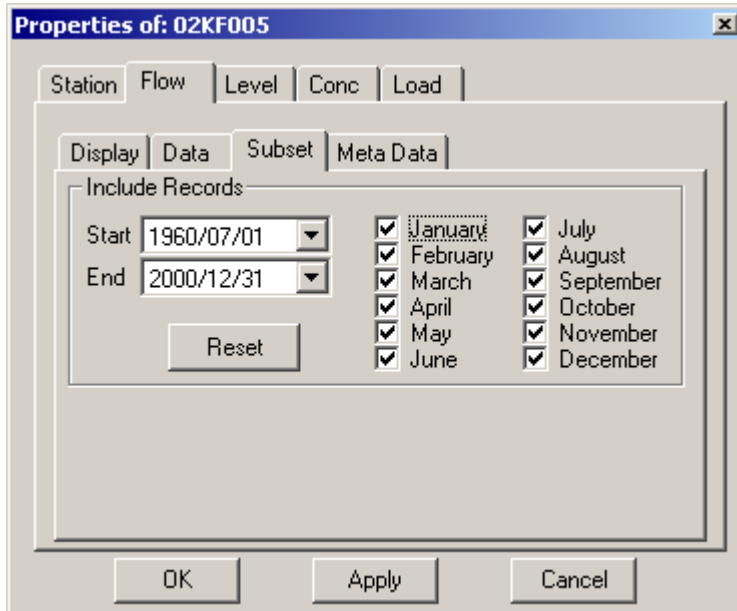 Properties of: 02KF005
Station Flow Level Conc Load
Display Data Subset Meta Data
Include Records
Start 1960/07/01
End 2000/12/31
Reset
January
February
March
April
May
June
July
August
September
October
November
December
OK Apply Cancel